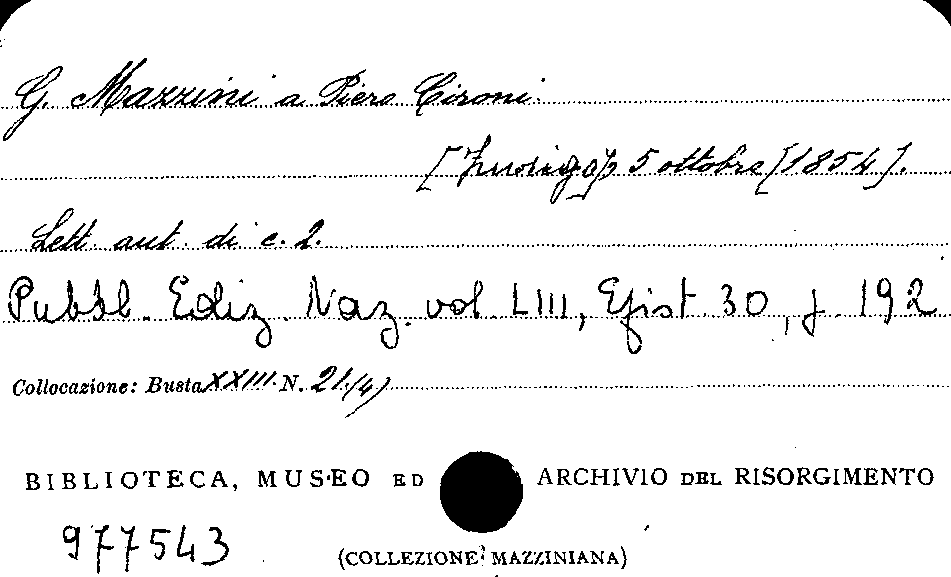 G. Mazzini a Piero Cironi.
[Zurigo], 5 ottobre [1854].
Lett. aut. di c. 2.
Pubbl. Ediz. Naz. vol. LIII, Epist. 30, p. 192
Collocazione: Busta XXIII N. 21/4)
BIBLIOTECA, MUSEO ED ARCHIVIO DEL RISORGIMENTO
977543
(COLLEZIONE MAZZINIANA)